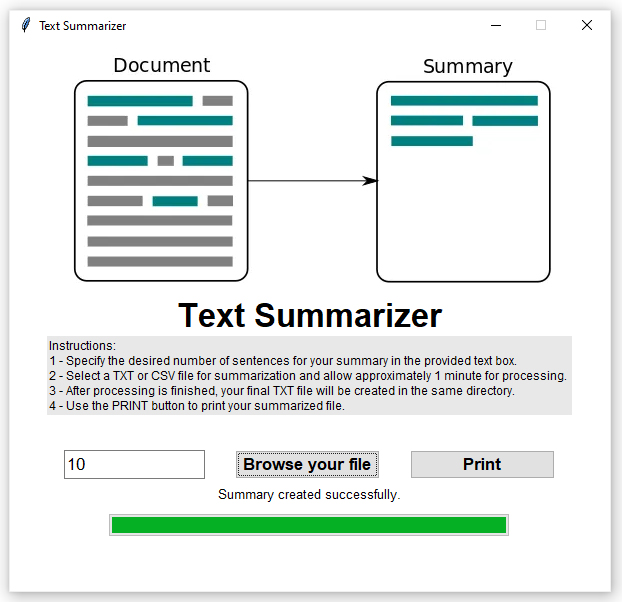 Text Summarizer
Document
Summary
Text Summarizer
Instructions:
1 - Specify the desired number of sentences for your summary in the provided text box.
2 - Select a TXT or CSV file for summarization and allow approximately 1 minute for processing.
3 - After processing is finished, your final TXT file will be created in the same directory.
4 - Use the PRINT button to print your summarized file.
10
Browse your file
Print
Summary created successfully.